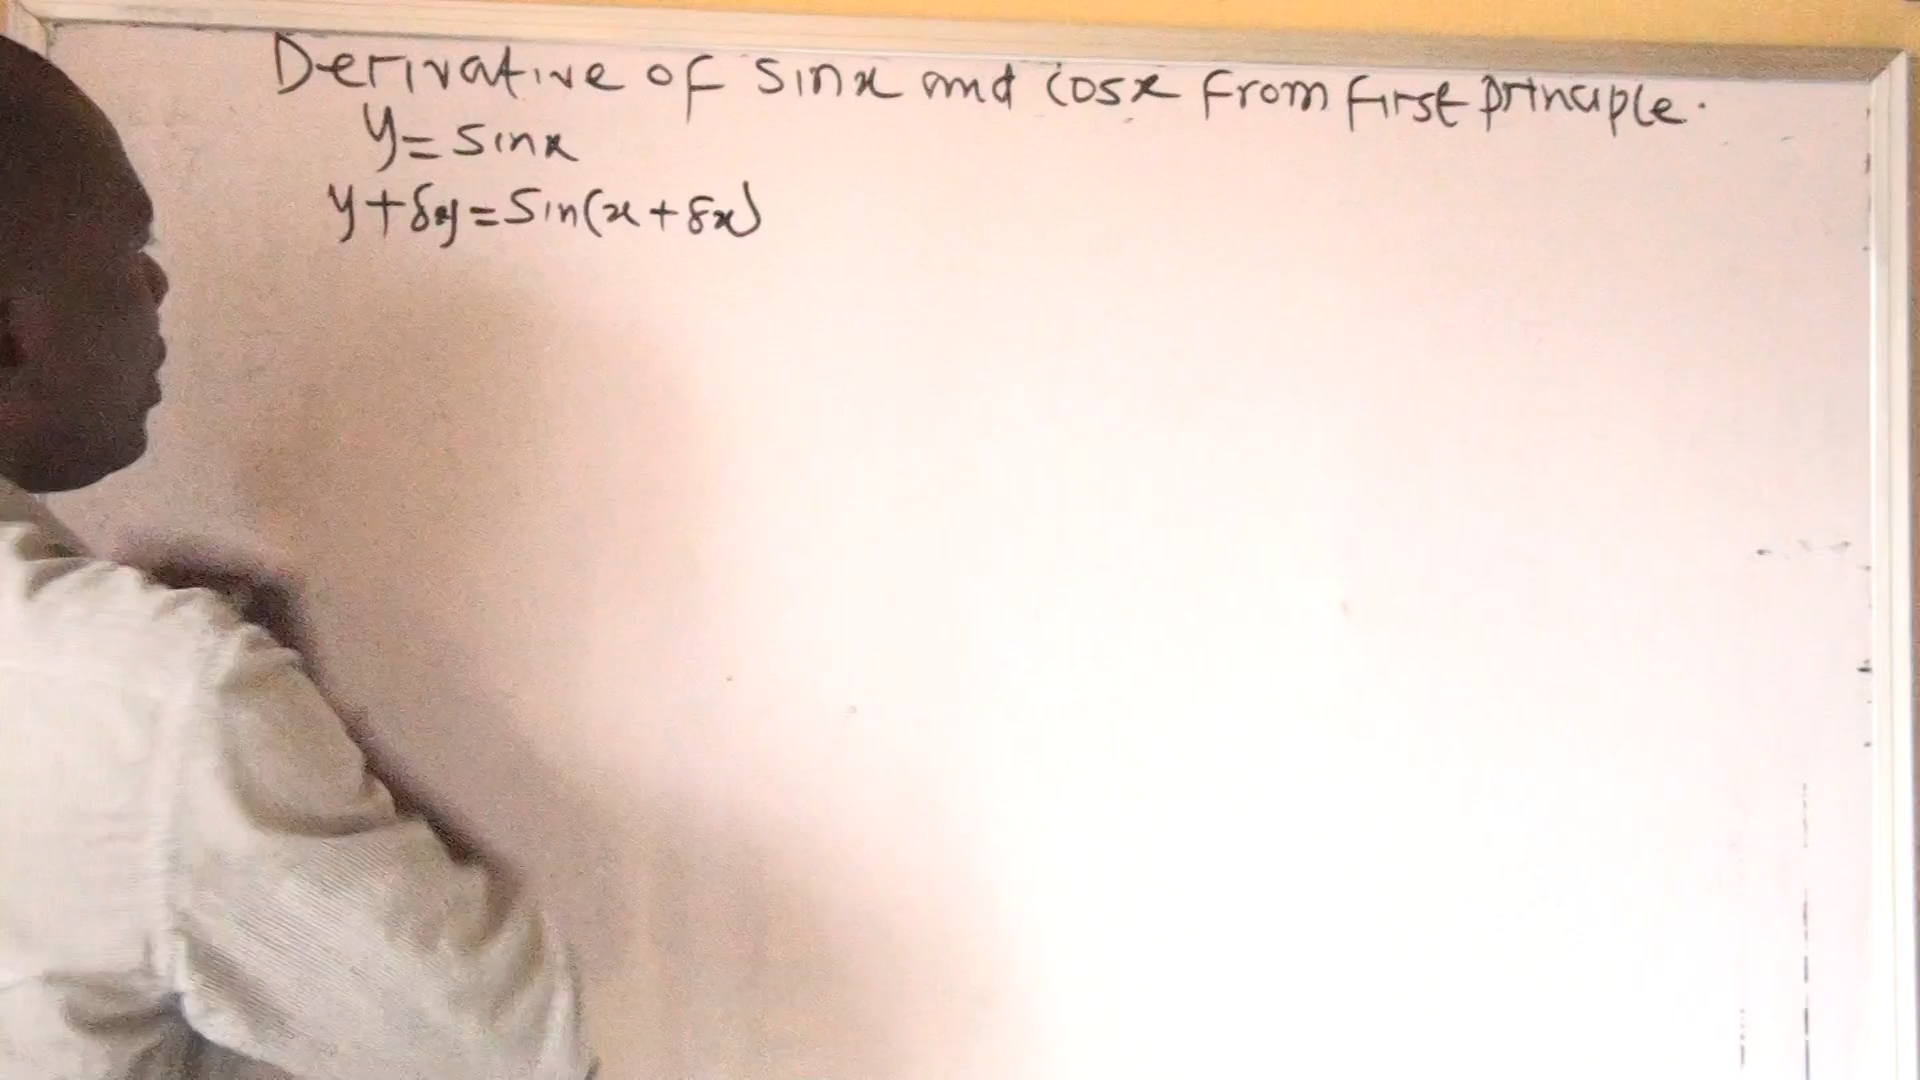 Derivative of sinx and cosx from first principle.
y=sinx
y+δy=Sin(x+δx)